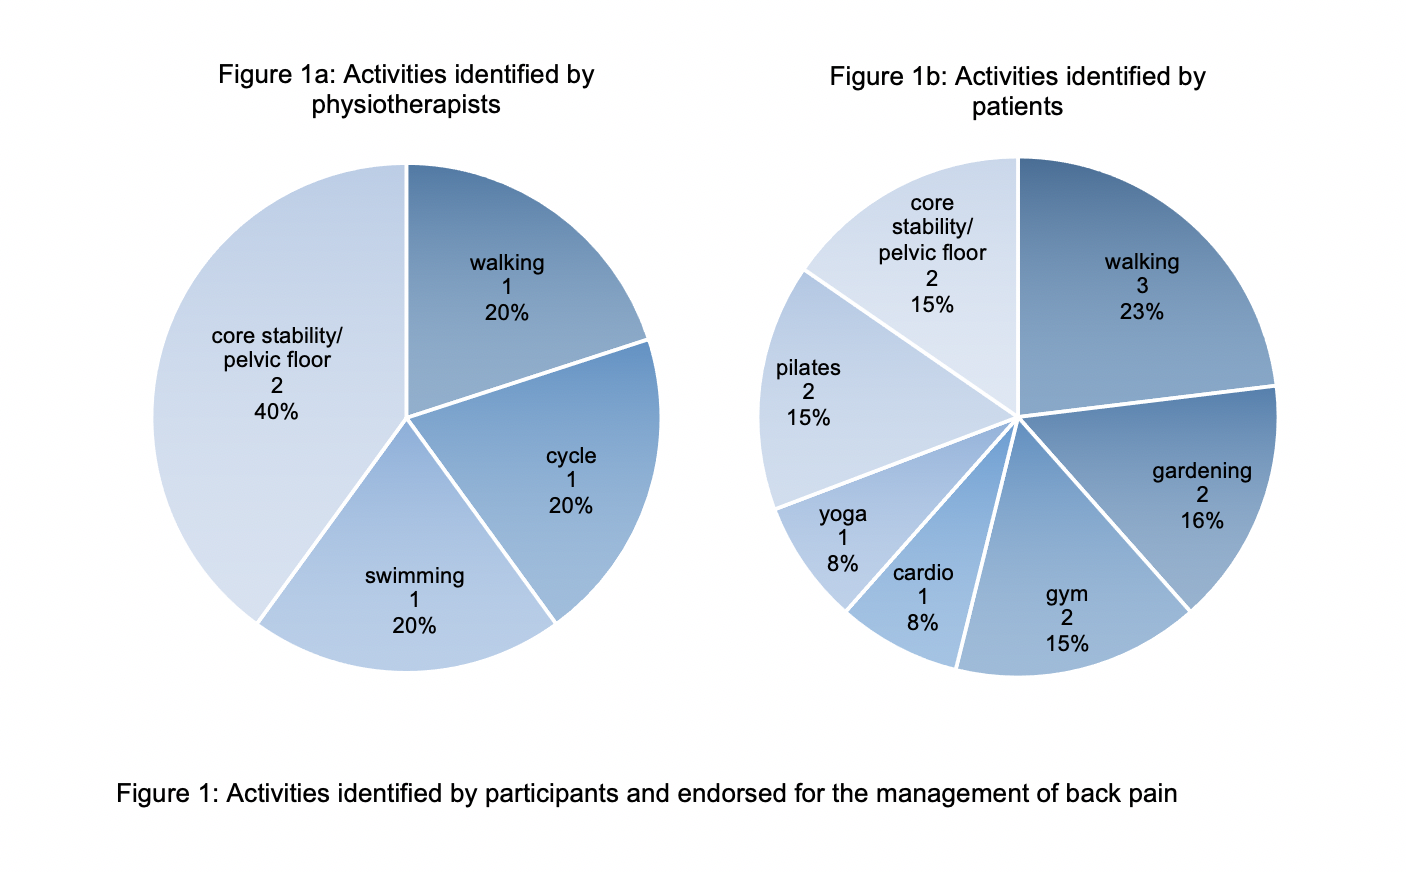 Figure 1a: Activities identified by
physiotherapists
walking
1
20%
cycle
1
20%
swimming
1
20%
core stability/
pelvic floor
2
40%
Figure 1b: Activities identified by
patients
walking
3
23%
gardening
2
16%
gym
2
15%
cardio
1
8%
yoga
1
8%
pilates
2
15%
core
stability/
pelvic floor
2
15%
Figure 1: Activities identified by participants and endorsed for the management of back pain